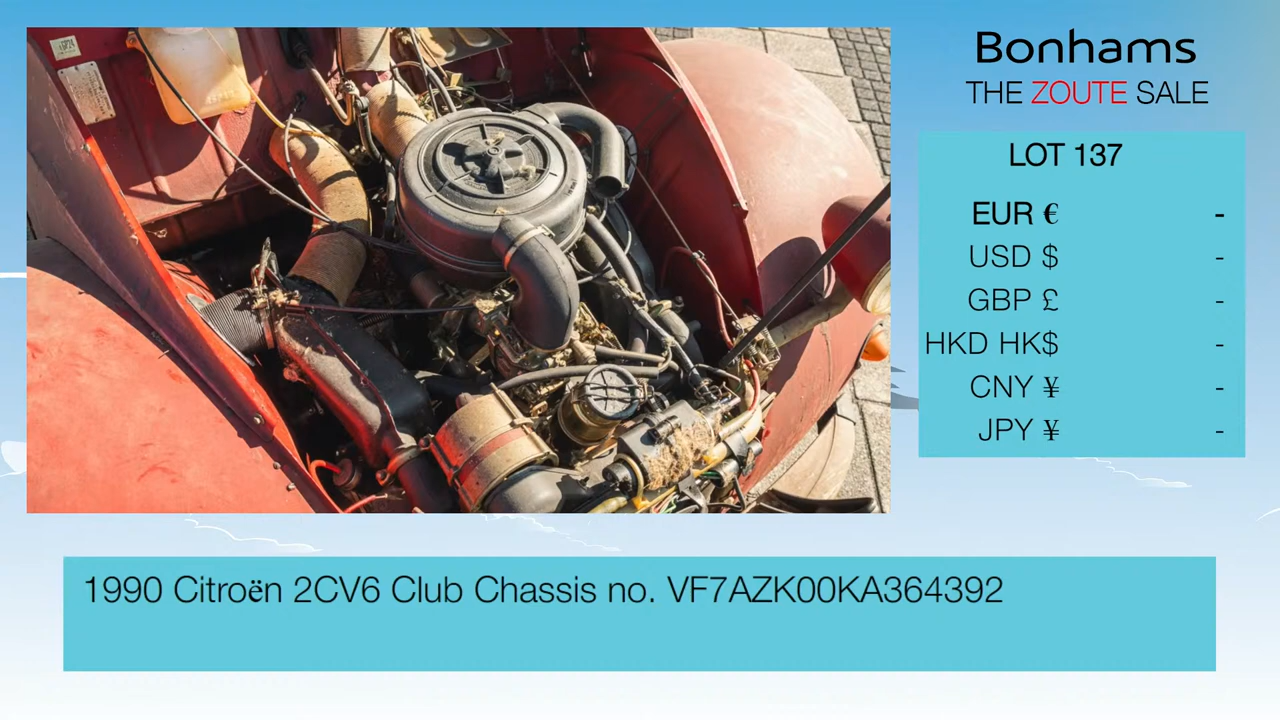 Bonhams
THE ZOUTE SALE
LOT 137
EUR € -
USD $ -
GBP £ -
HKD HK$ -
CNY ¥ -
JPY ¥ -
1990 Citroën 2CV6 Club Chassis no. VF7AZK00KA364392